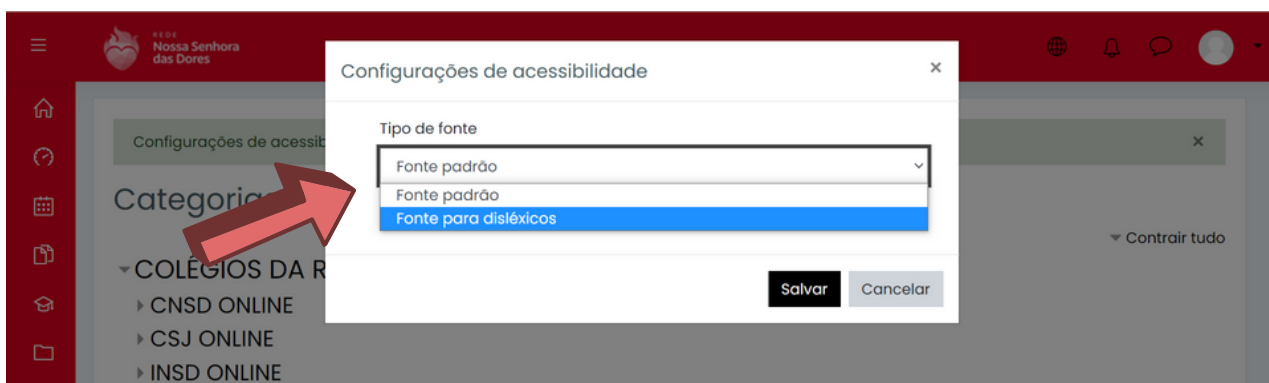 REDE
Nossa Senhora
das Dores
Configurações de acessibilidade
Tipo de fonte
Configurações de acessib
Fonte padrão
Fonte padrão
Fonte para disléxicos
Categorias
Contrair tudo
COLÉGIOS DA R
Salvar Cancelar
CNSD ONLINE
CSJ ONLINE
INSD ONLINE